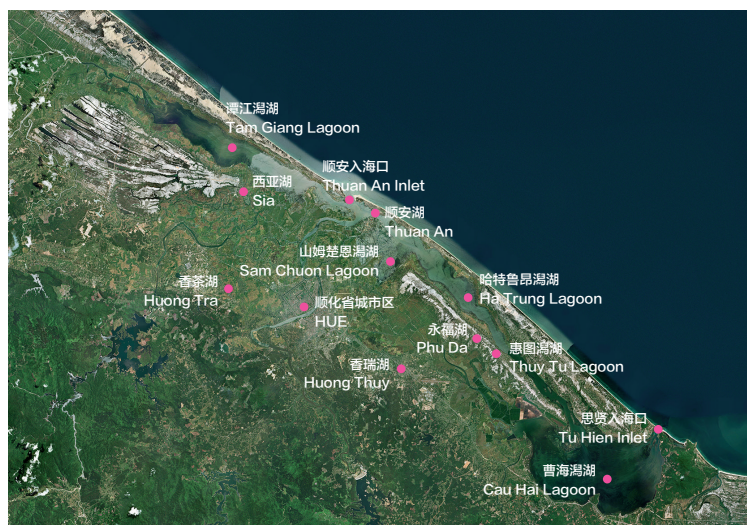 谭江潟湖
Tam Giang Lagoon
顺安入海口
Thuan An Inlet
西亚湖
Sia
顺安湖
Thuan An
山姆楚恩潟湖
Sam Chuon Lagoon
香茶湖
Huong Tra
哈特鲁昂潟湖
Ha Trung Lagoon
顺化省城市区
HUE
永福湖
Phu Da
惠图潟湖
Thuy Tu Lagoon
香瑞湖
Huong Thuy
思贤入海口
Tu Hien Inlet
曹海潟湖
Cau Hai Lagoon